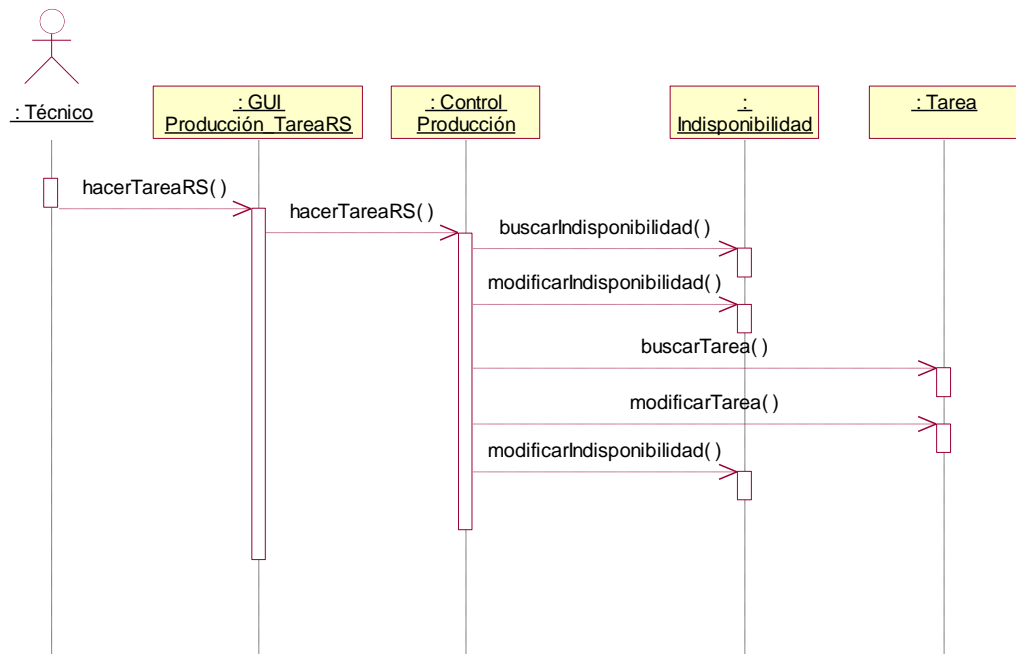 : Técnico
: GUI
Producción_TareaRS
: Control
Producción
:
Indisponibilidad
: Tarea
hacerTareaRS( )
hacerTareaRS( )
buscarIndisponibilidad( )
modificarIndisponibilidad( )
buscarTarea( )
modificarTarea( )
modificarIndisponibilidad( )